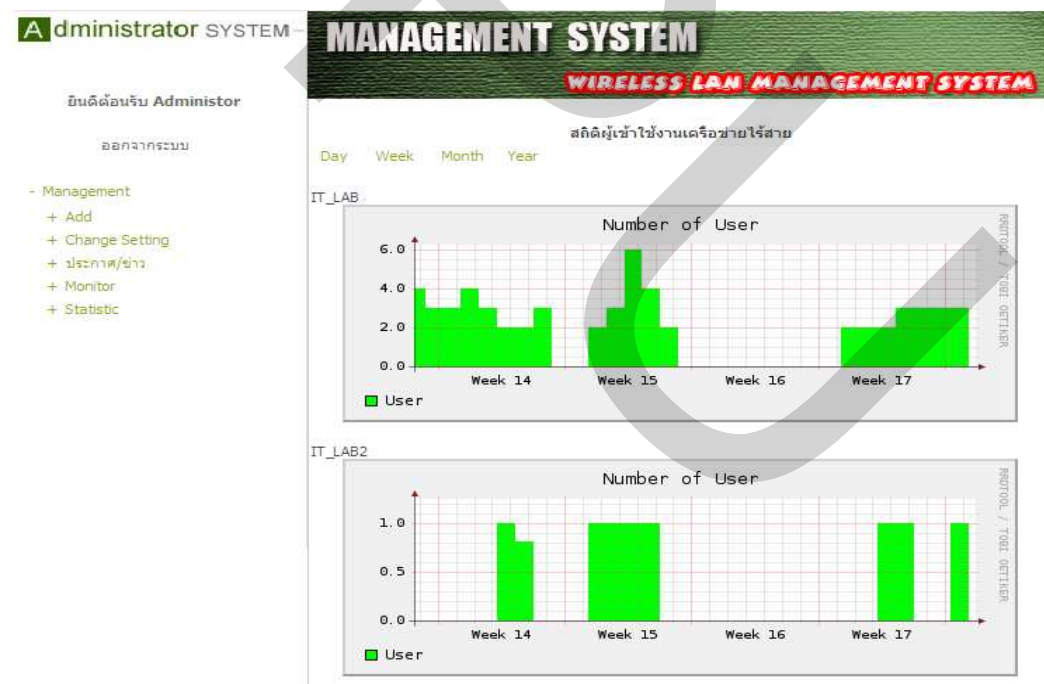 Administrator SYSTEM
MANAGEMENT SYSTEM
WIRELESS LAN MANAGEMENT SYSTEM
ยินดีต้อนรับ Administor
ออกจากระบบ
- Management
+ Add
+ Change Setting
+ ประกาศ/ข่าว
+ Monitor
+ Statistic
สถิติผู้เข้าใช้งานเครือข่ายไร้สาย
Day Week Month Year
IT_LAB
Number of User
RRDTOOL / TOBI OETIKER
6.0
4.0
2.0
0.0
Week 14 Week 15 Week 16 Week 17
User
IT_LAB2
Number of User
RRDTOOL / TOBI OETIKER
1.0
0.5
0.0
Week 14 Week 15 Week 16 Week 17
User